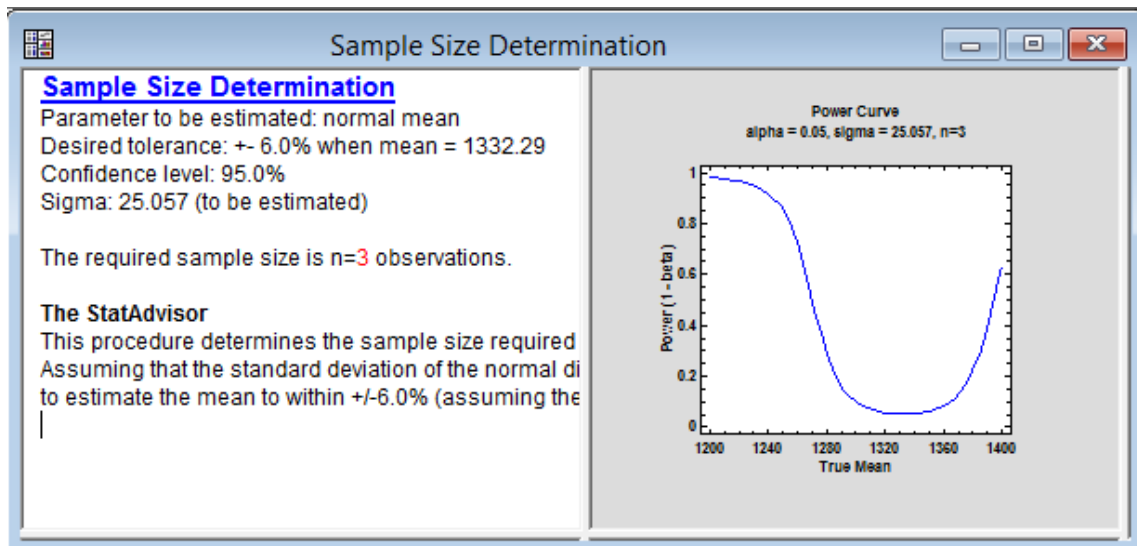 Sample Size Determination
Sample Size Determination
Parameter to be estimated: normal mean
Desired tolerance: +- 6.0% when mean = 1332.29
Confidence level: 95.0%
Sigma: 25.057 (to be estimated)
The required sample size is n=3 observations.
The StatAdvisor
This procedure determines the sample size required
Assuming that the standard deviation of the normal di
to estimate the mean to within +/-6.0% (assuming the
Power Curve
alpha = 0.05, sigma = 25.057, n=3
Power (1 - beta)
1
0.8
0.6
0.4
0.2
0
1200 1240 1280 1320 1360 1400
True Mean